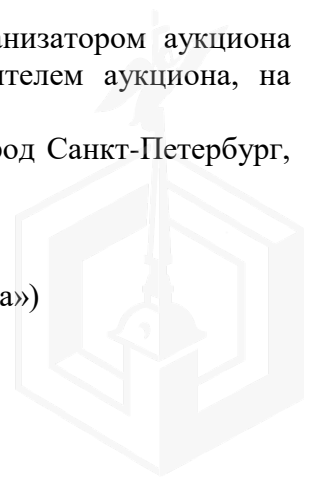 анизатором аукциона
ителем аукциона, на
род Санкт-Петербург,
а»)